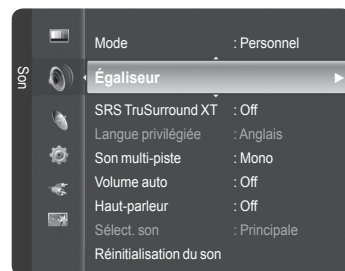 Son
Mode : Personnel
Égaliseur
SRS TruSurround XT : Off
Langue privilégiée : Anglais
Son multi-piste : Mono
Volume auto : Off
Haut-parleur : Off
Sélect. son : Principale
Réinitialisation du son